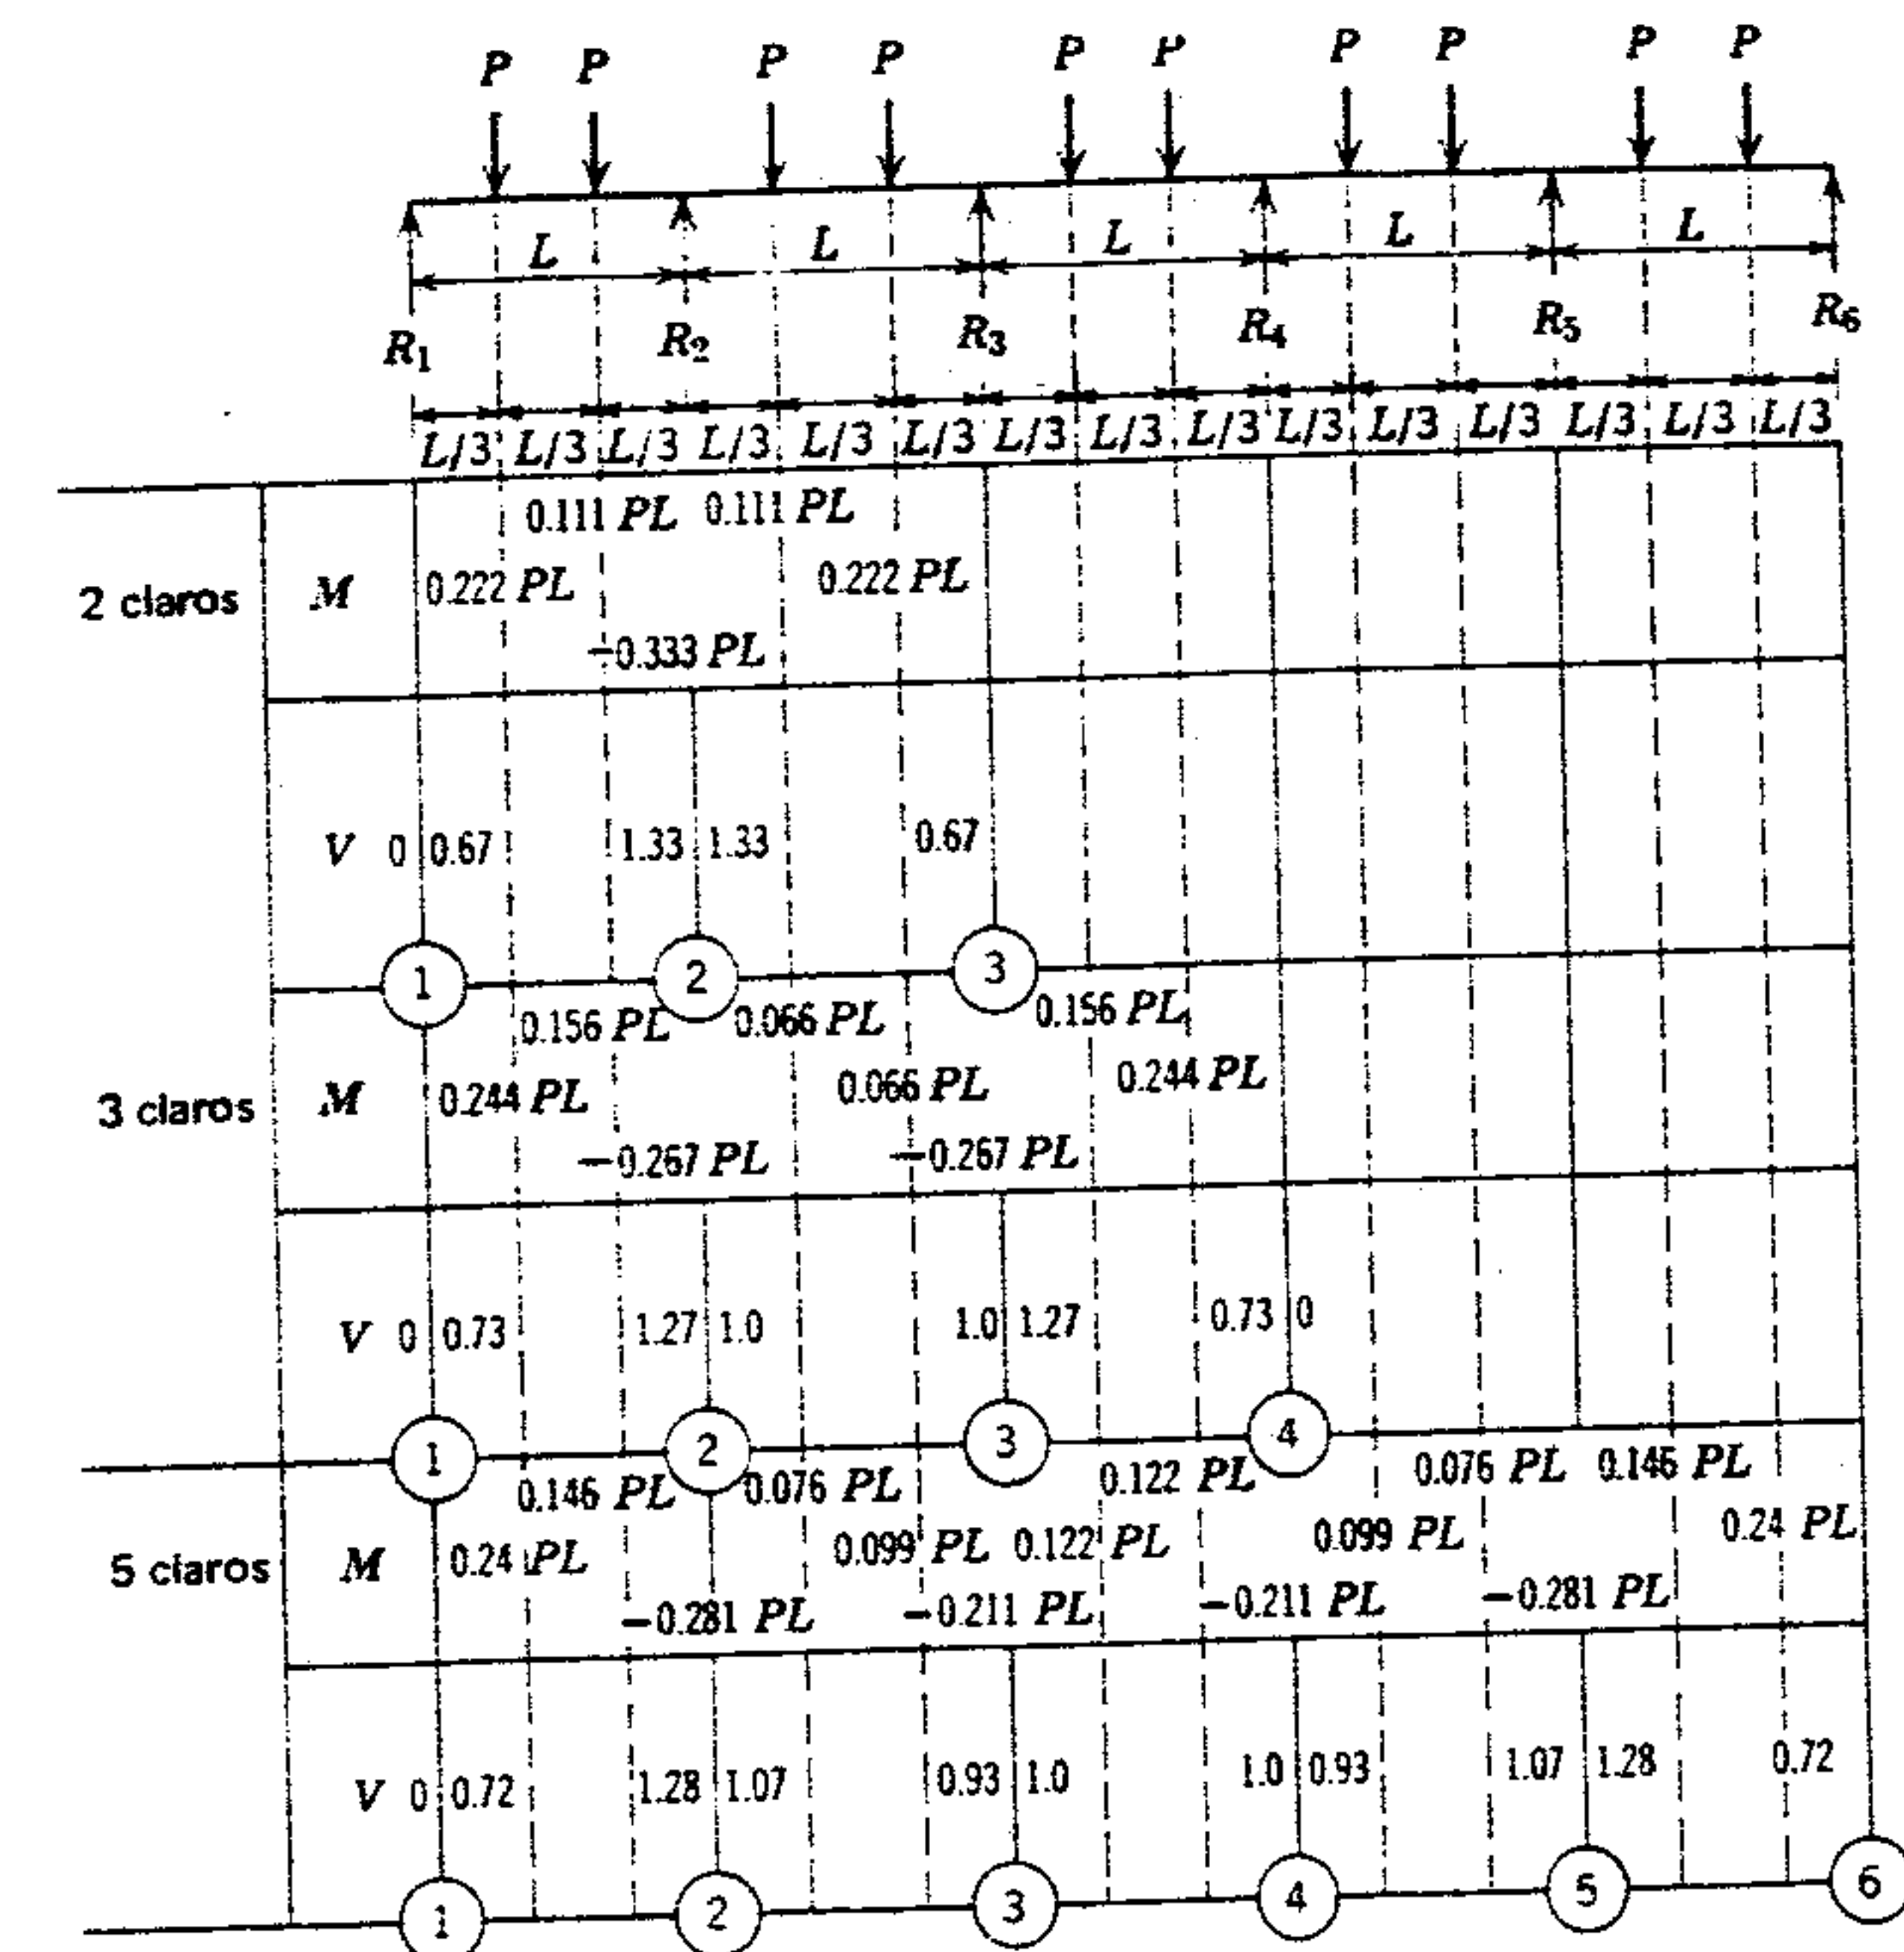 P P P P P P P P P P
L L L L L
R1 R2 R3 R4 R5 R6
L/3 L/3 L/3 L/3 L/3 L/3 L/3 L/3 L/3 L/3 L/3 L/3 L/3 L/3 L/3
0.111 PL 0.111 PL
2 claros M 0.222 PL 0.222 PL
−0.333 PL
V 0 0.67 1.33 1.33 0.67
1 2 3
0.156 PL 0.066 PL 0.156 PL
3 claros M 0.244 PL 0.066 PL 0.244 PL
−0.267 PL −0.267 PL
V 0 0.73 1.27 1.0 1.0 1.27 0.73 0
1 2 3 4
0.146 PL 0.076 PL 0.122 PL 0.076 PL 0.146 PL
5 claros M 0.24 PL 0.099 PL 0.122 PL 0.099 PL 0.24 PL
−0.281 PL −0.211 PL −0.211 PL −0.281 PL
V 0 0.72 1.28 1.07 0.93 1.0 1.0 0.93 1.07 1.28 0.72
1 2 3 4 5 6